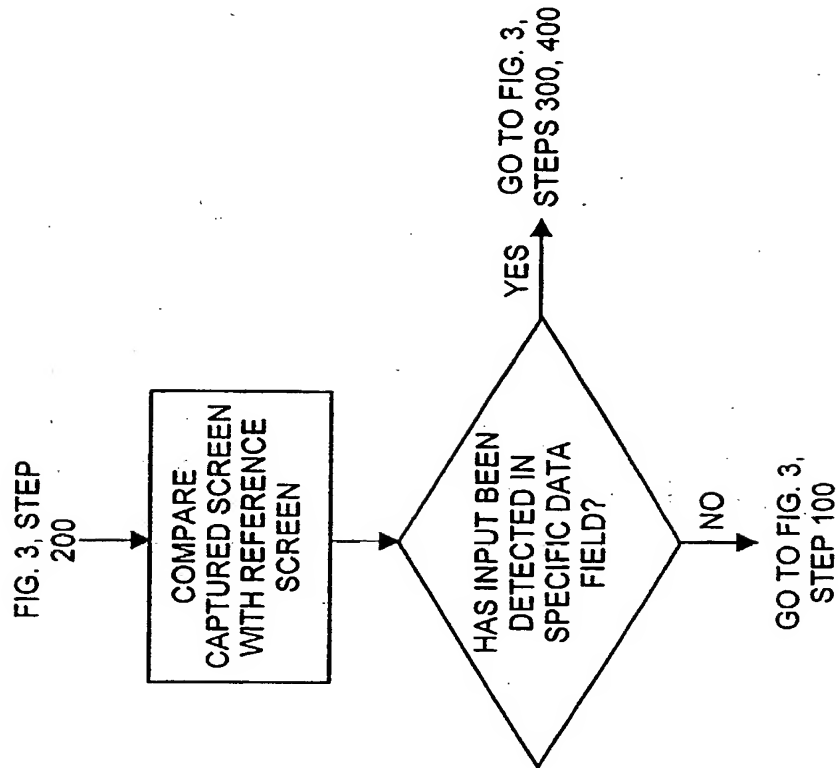 FIG. 3, STEP
200
COMPARE
CAPTURED SCREEN
WITH REFERENCE
SCREEN
HAS INPUT BEEN
DETECTED IN
SPECIFIC DATA
FIELD?
YES
GO TO FIG. 3,
STEPS 300, 400
NO
GO TO FIG. 3,
STEP 100